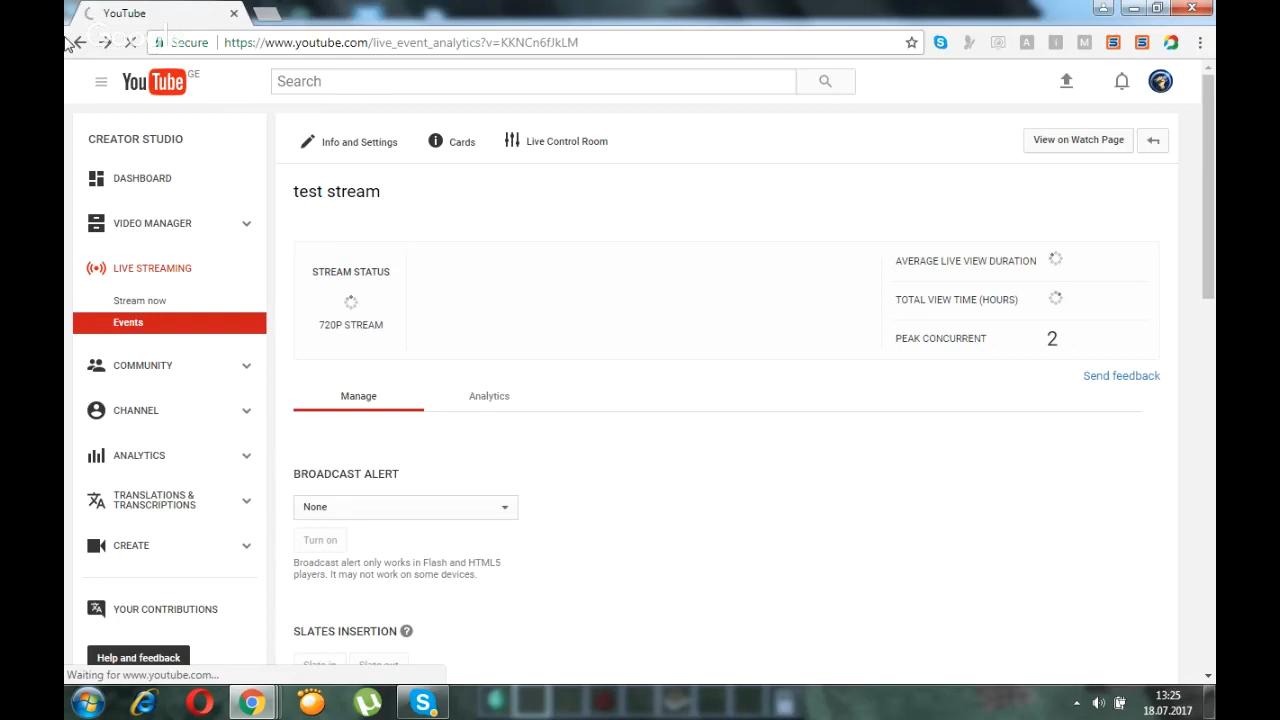 YouTube
Secure https://www.youtube.com/live_event_analytics?v=KKNCn6fJkLM
YouTube GE
Search
CREATOR STUDIO
Info and Settings Cards Live Control Room View on Watch Page
DASHBOARD
test stream
VIDEO MANAGER
LIVE STREAMING
STREAM STATUS
AVERAGE LIVE VIEW DURATION
Stream now
TOTAL VIEW TIME (HOURS)
Events
720P STREAM
PEAK CONCURRENT 2
COMMUNITY
Send feedback
Manage Analytics
CHANNEL
ANALYTICS
BROADCAST ALERT
TRANSLATIONS &
TRANSCRIPTIONS
None
Turn on
CREATE
Broadcast alert only works in Flash and HTML5
players. It may not work on some devices.
YOUR CONTRIBUTIONS
SLATES INSERTION ?
Help and feedback
Slate in Slate out
Waiting for www.youtube.com...
13:25
18.07.2017